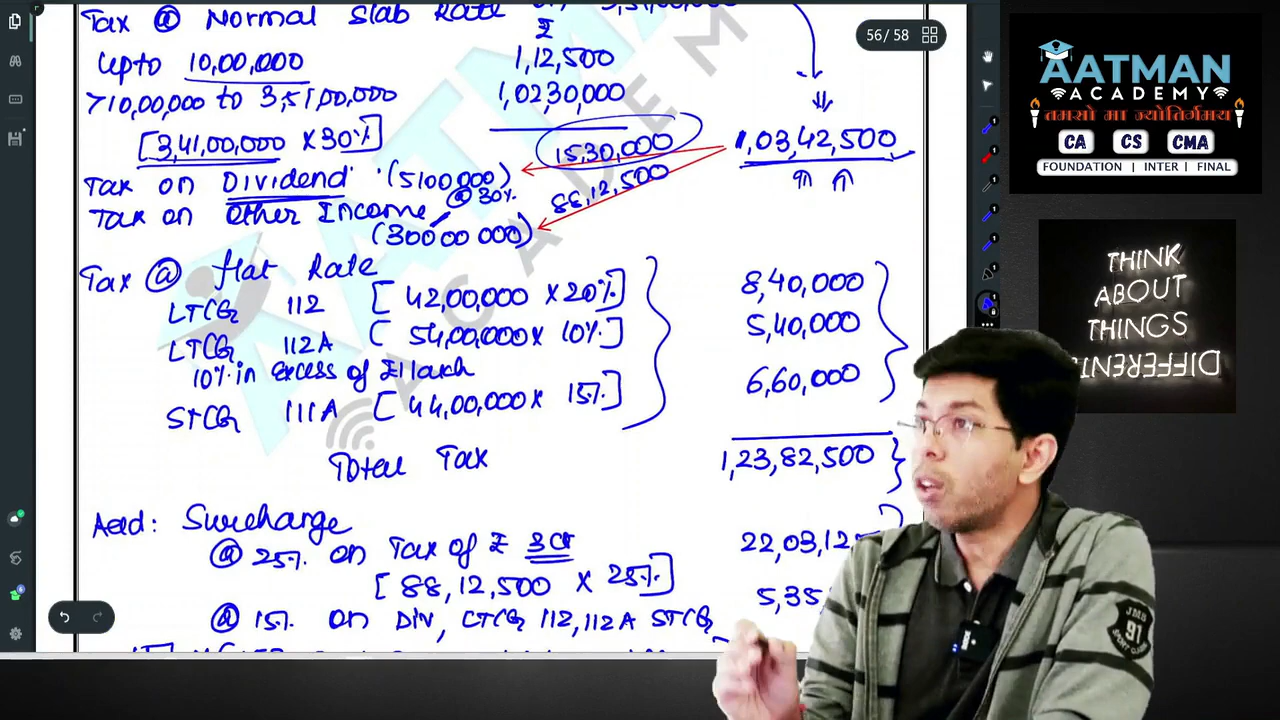 Tax @ Normal Slab Rate
₹
upto 10,00,000 1,12,500
>10,00,000 to 3,51,00,000 1,0230,000
[3,41,00,000 x 30%]
15,30,000 1,03,42,500
Tax on Dividend (5100000) @ 30%
Tax on Other Income 88,12,500
(30000000)
Tax @ flat Rate
LTCG 112 [42,00,000 x 20%] 8,40,000
LTCG 112A [54,00,000 x 10%] 5,40,000
10% in excess of ₹1 lakh
STCG 111A [44,00,000 x 15%] 6,60,000
Total Tax 1,23,82,500
Add: Surcharge
@ 25% on Tax of ₹ 3Cr 22,03,12
[88,12,500 x 25%]
@ 15% on Div, LTCG 112, 112A STCG 5,35,
56 / 58
AATMAN
ACADEMY
तमसो मा ज्योतिर्गमय
CA CS CMA
FOUNDATION | INTER | FINAL
THINK
ABOUT
THINGS
DIFFERENT
JMS
91